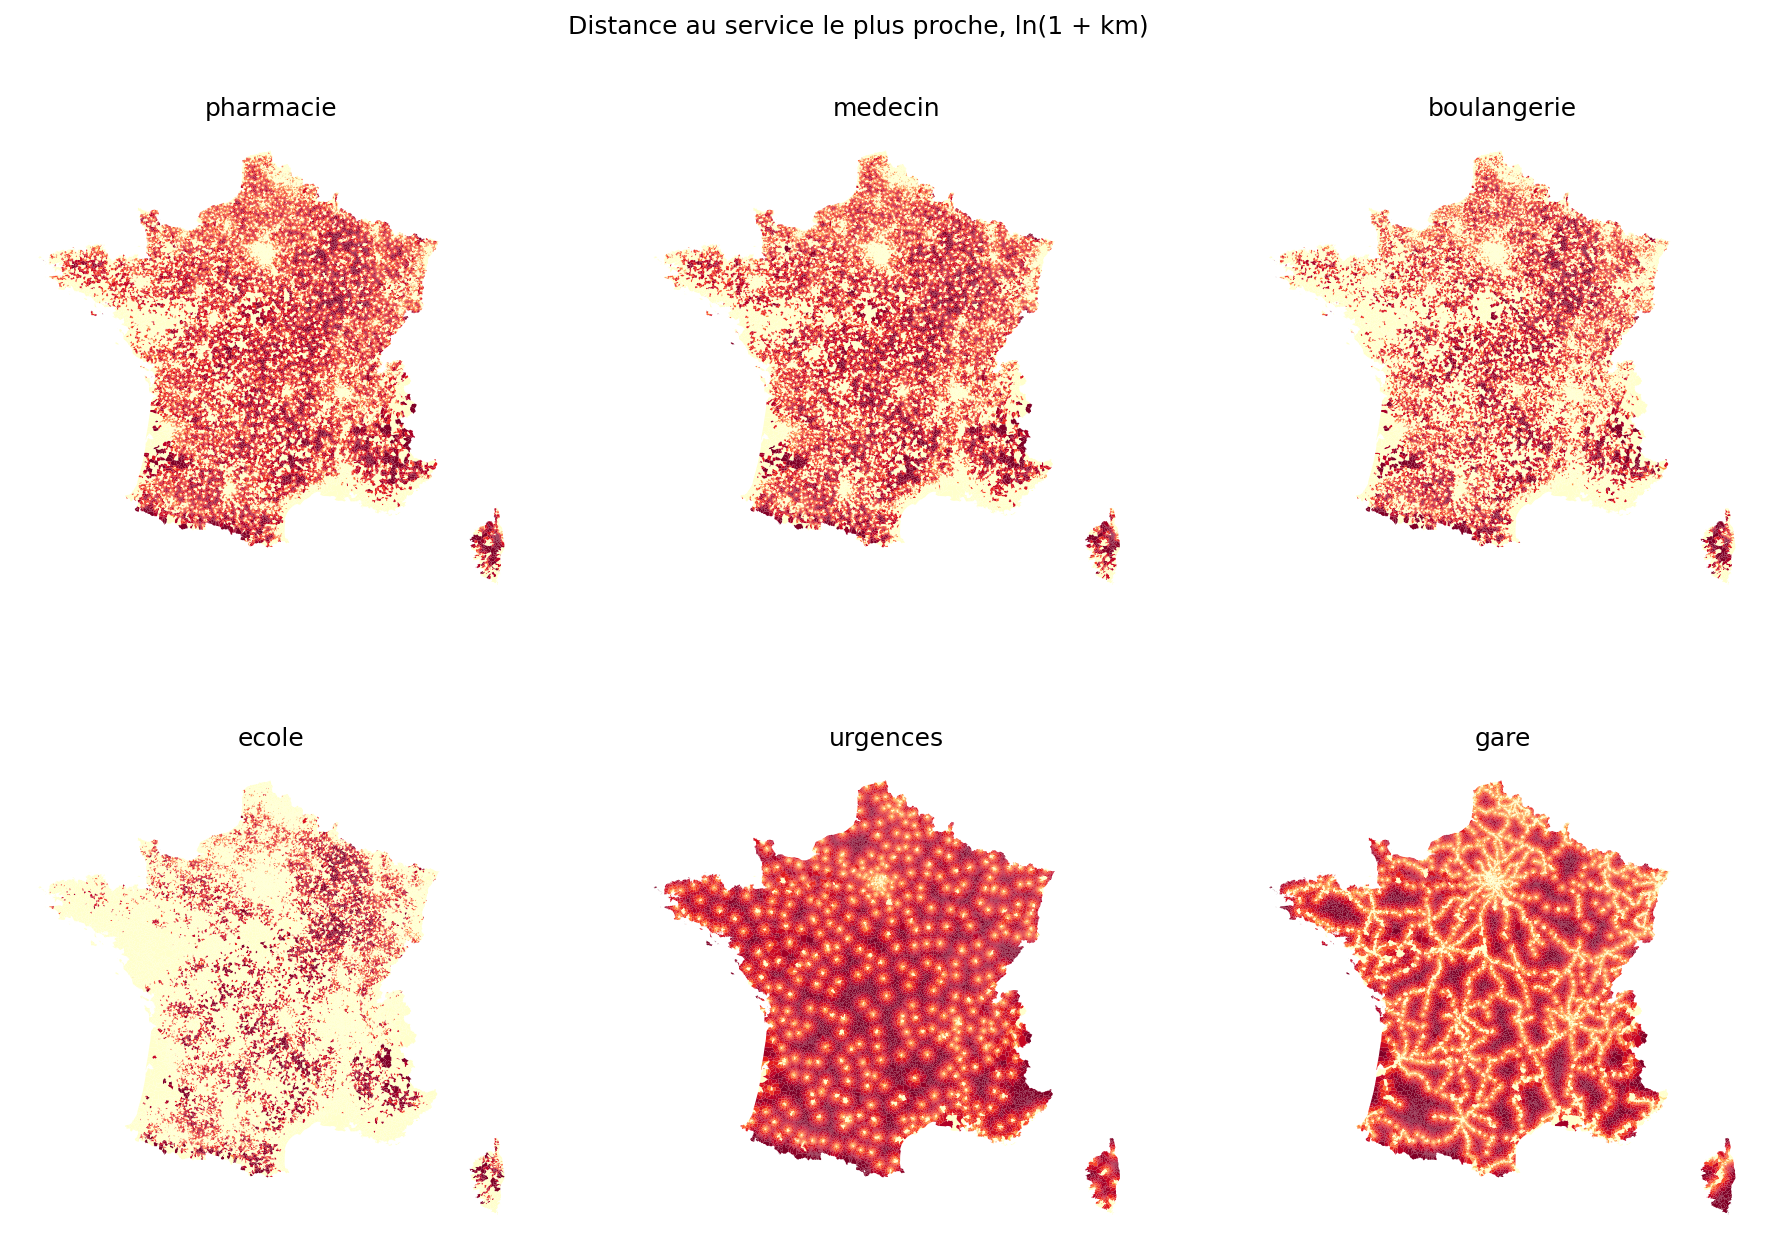 Distance au service le plus proche, ln(1 + km)
pharmacie
medecin
boulangerie
ecole
urgences
gare